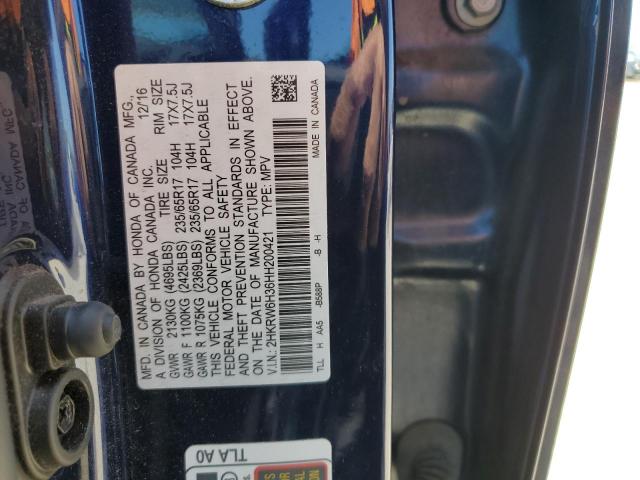 MFD. IN CANADA BY HONDA OF CANADA MFG.,
A DIVISION OF HONDA CANADA INC. 12/16
TIRE SIZE RIM SIZE
GVWR 2130KG (4695LBS)
GAWR F 1100KG (2425LBS) 235/65R17 104H 17X7.5J
GAWR R 1075KG (2369LBS) 235/65R17 104H 17X7.5J
THIS VEHICLE CONFORMS TO ALL APPLICABLE
FEDERAL MOTOR VEHICLE SAFETY
AND THEFT PREVENTION STANDARDS IN EFFECT
ON THE DATE OF MANUFACTURE SHOWN ABOVE.
V.I.N.: 2HKRW6H36HH200421 TYPE: MPV
TLL H AA5 -B588P -B -H MADE IN CANADA
TLA A0